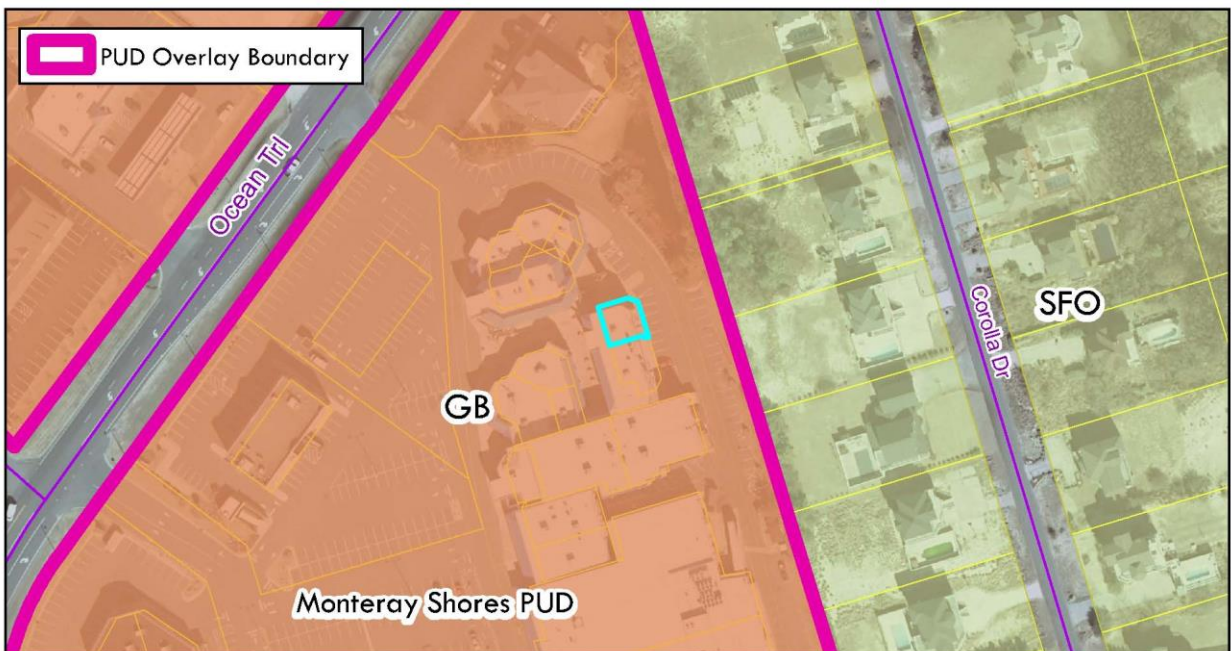 PUD Overlay Boundary
Ocean Trl
SFO
Corolla Dr
GB
Monteray Shores PUD